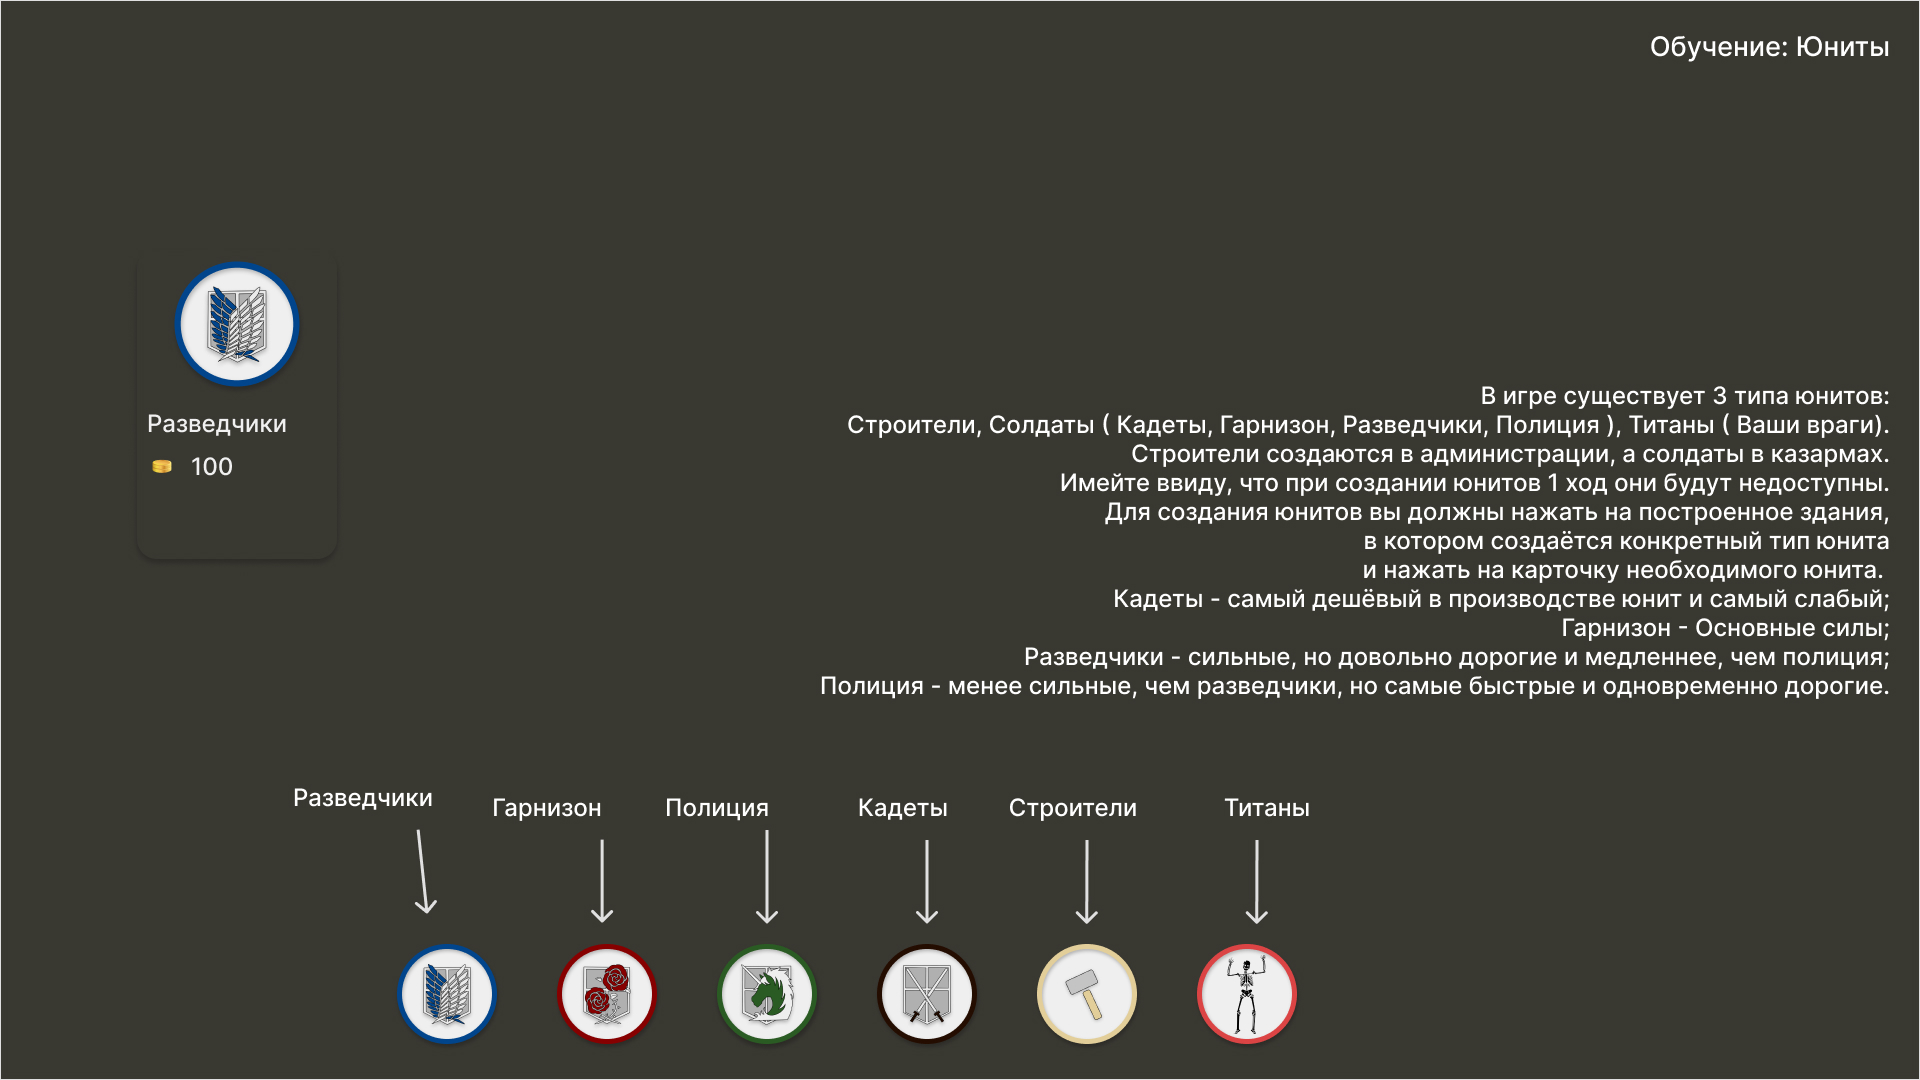 Обучение: Юниты
Разведчики
100
В игре существует 3 типа юнитов:
Строители, Солдаты ( Кадеты, Гарнизон, Разведчики, Полиция ), Титаны ( Ваши враги).
Строители создаются в администрации, а солдаты в казармах.
Имейте ввиду, что при создании юнитов 1 ход они будут недоступны.
Для создания юнитов вы должны нажать на построенное здания,
в котором создаётся конкретный тип юнита
и нажать на карточку необходимого юнита.
Кадеты - самый дешёвый в производстве юнит и самый слабый;
Гарнизон - Основные силы;
Разведчики - сильные, но довольно дорогие и медленнее, чем полиция;
Полиция - менее сильные, чем разведчики, но самые быстрые и одновременно дорогие.
Разведчики
Гарнизон
Полиция
Кадеты
Строители
Титаны